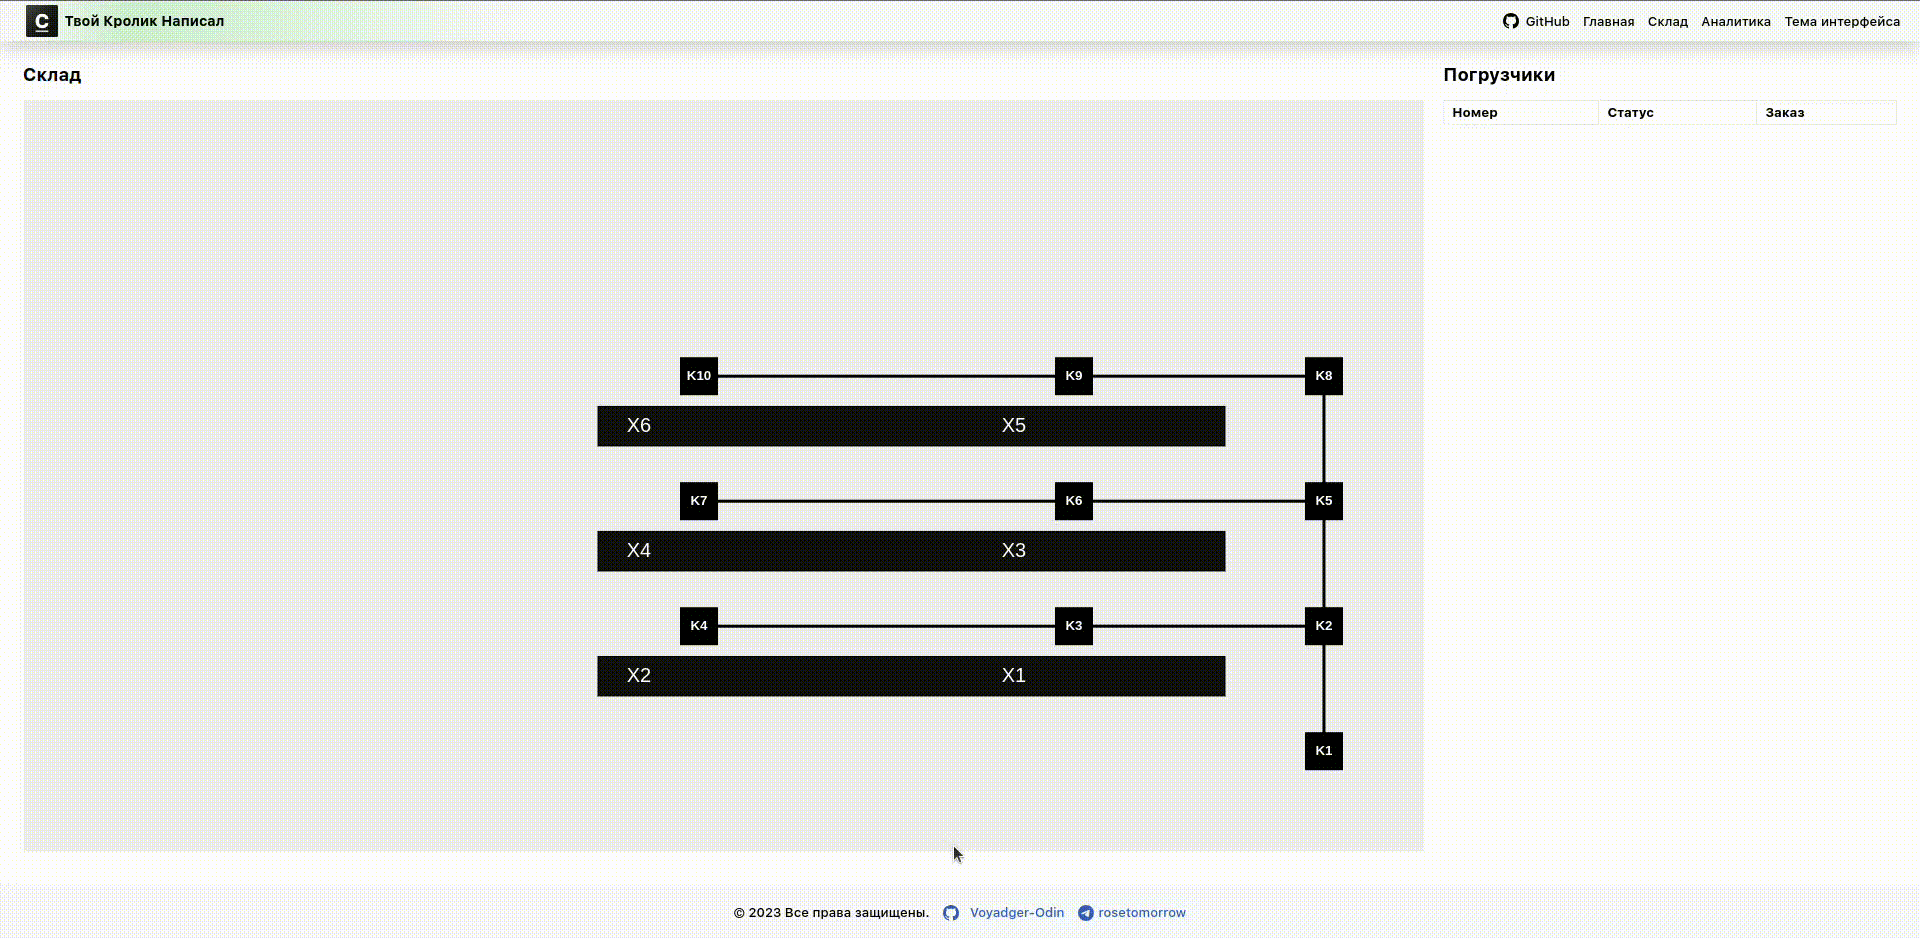 C Твой Кролик Написал
GitHub Главная Склад Аналитика Тема интерфейса
Склад
Погрузчики
Номер Статус Заказ
K10 K9 K8
X6 X5
K7 K6 K5
X4 X3
K4 K3 K2
X2 X1
K1
© 2023 Все права защищены. Voyadger-Odin rosetomorrow